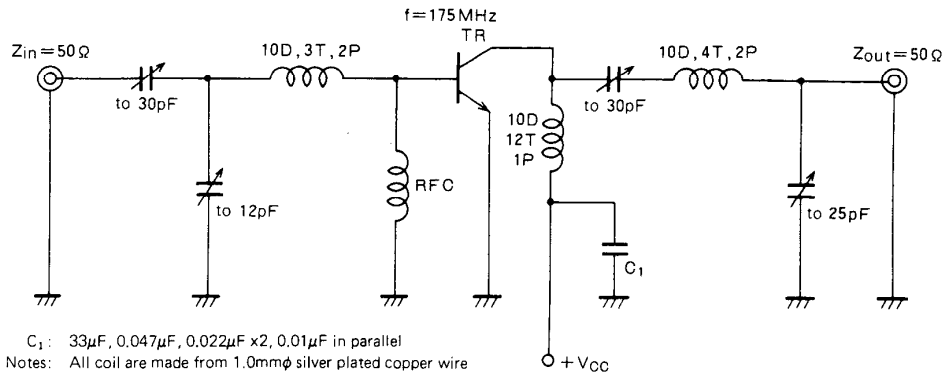 f=175MHz
TR
Zin=50Ω
10D,3T,2P
10D,4T,2P
Zout=50Ω
to 30pF
to 30pF
10D
12T
1P
RFC
to 12pF
to 25pF
C₁
C₁: 33μF, 0.047μF, 0.022μF x2, 0.01μF in parallel
Notes: All coil are made from 1.0mmϕ silver plated copper wire
+VCC